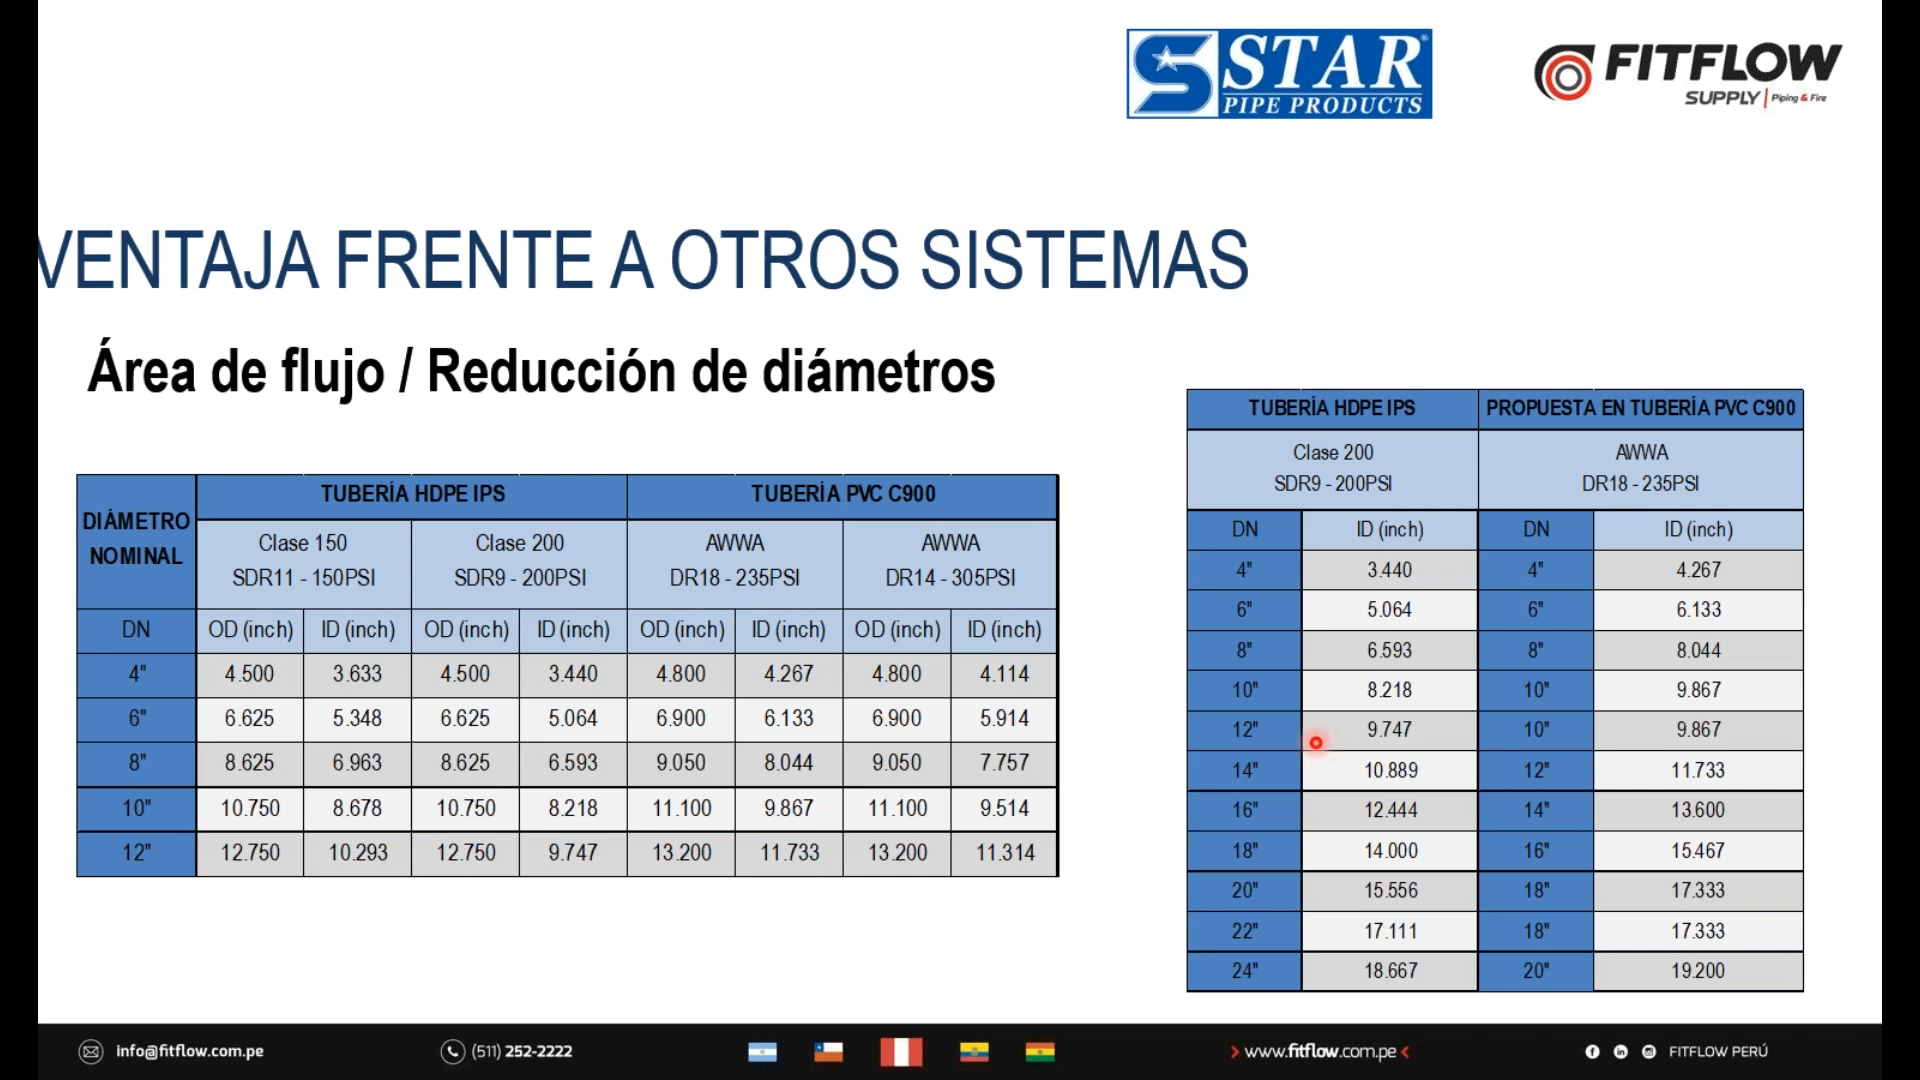 STAR
PIPE PRODUCTS
FITFLOW
SUPPLY | Piping & Fire
VENTAJA FRENTE A OTROS SISTEMAS
Área de flujo / Reducción de diámetros
DIÁMETRO NOMINAL TUBERÍA HDPE IPS TUBERÍA PVC C900
Clase 150 Clase 200 AWWA AWWA
SDR11 - 150PSI SDR9 - 200PSI DR18 - 235PSI DR14 - 305PSI
DN OD (inch) ID (inch) OD (inch) ID (inch) OD (inch) ID (inch) OD (inch) ID (inch)
4" 4.500 3.633 4.500 3.440 4.800 4.267 4.800 4.114
6" 6.625 5.348 6.625 5.064 6.900 6.133 6.900 5.914
8" 8.625 6.963 8.625 6.593 9.050 8.044 9.050 7.757
10" 10.750 8.678 10.750 8.218 11.100 9.867 11.100 9.514
12" 12.750 10.293 12.750 9.747 13.200 11.733 13.200 11.314
TUBERÍA HDPE IPS PROPUESTA EN TUBERÍA PVC C900
Clase 200 AWWA
SDR9 - 200PSI DR18 - 235PSI
DN ID (inch) DN ID (inch)
4" 3.440 4" 4.267
6" 5.064 6" 6.133
8" 6.593 8" 8.044
10" 8.218 10" 9.867
12" 9.747 10" 9.867
14" 10.889 12" 11.733
16" 12.444 14" 13.600
18" 14.000 16" 15.467
20" 15.556 18" 17.333
22" 17.111 18" 17.333
24" 18.667 20" 19.200
info@fitflow.com.pe (511) 252-2222 > www.fitflow.com.pe < FITFLOW PERÚ